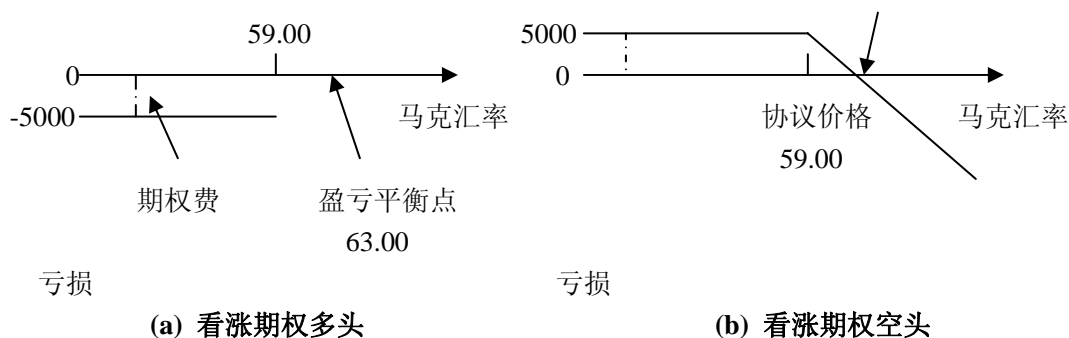 59.00
0
-5000
马克汇率
期权费
盈亏平衡点
63.00
亏损
(a) 看涨期权多头
5000
0
协议价格
马克汇率
59.00
亏损
(b) 看涨期权空头